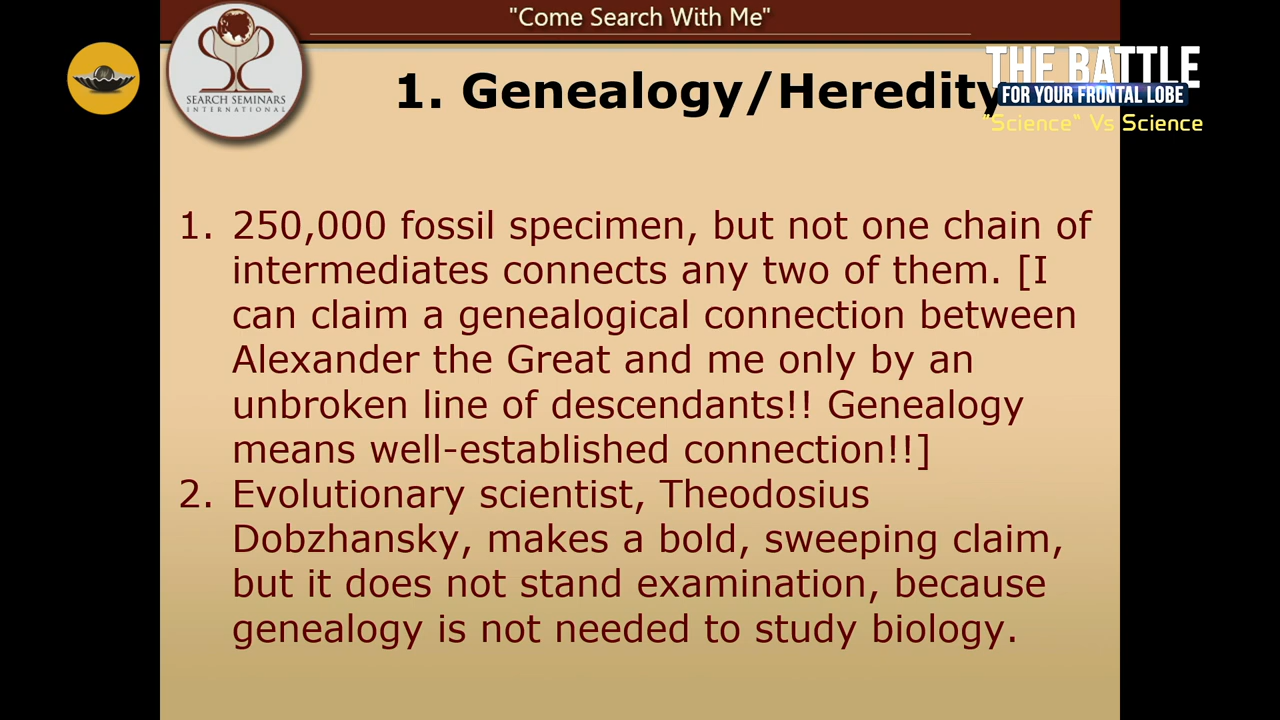 "Come Search With Me"
SEARCH SEMINARS
INTERNATIONAL
THE BATTLE
FOR YOUR FRONTAL LOBE
"Science" Vs Science
1. Genealogy/Heredity
1. 250,000 fossil specimen, but not one chain of
intermediates connects any two of them. [I
can claim a genealogical connection between
Alexander the Great and me only by an
unbroken line of descendants!! Genealogy
means well-established connection!!]
2. Evolutionary scientist, Theodosius
Dobzhansky, makes a bold, sweeping claim,
but it does not stand examination, because
genealogy is not needed to study biology.